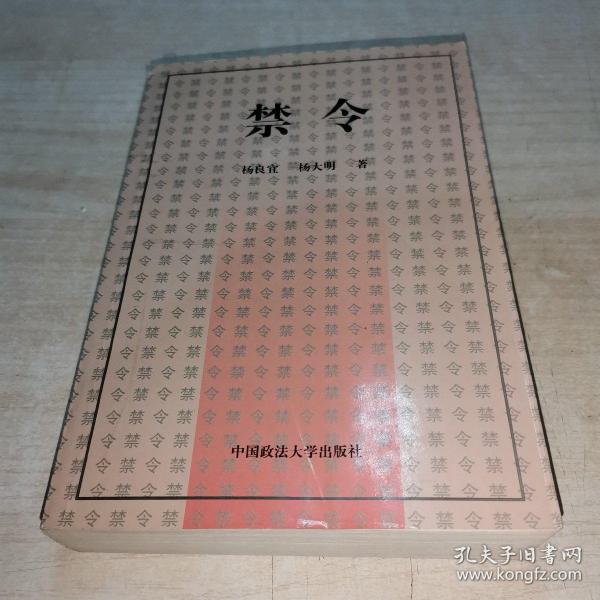 禁令
杨良宜 杨大明 著
中国政法大学出版社
孔夫子旧书网
www.kongfz.com